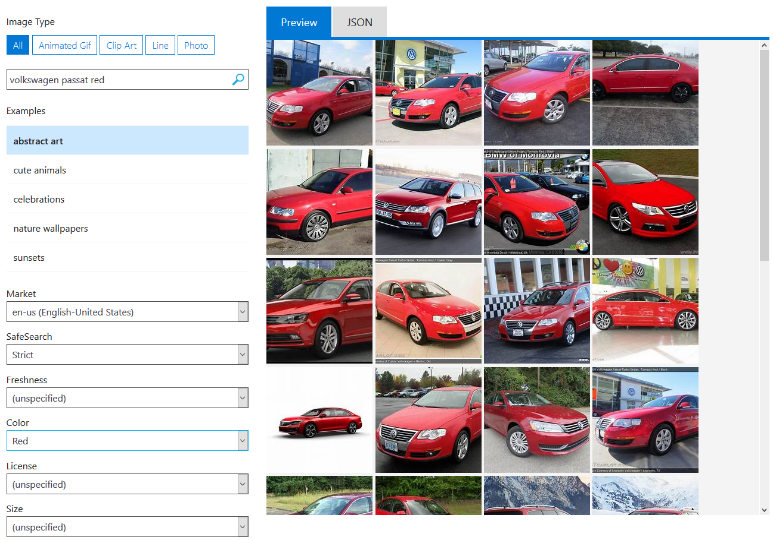 Image Type
All
Animated Gif
Clip Art
Line
Photo
volkswagen passat red
Examples
abstract art
cute animals
celebrations
nature wallpapers
sunsets
Market
en-us (English-United States)
SafeSearch
Strict
Freshness
(unspecified)
Color
Red
License
(unspecified)
Size
(unspecified)
Preview
JSON